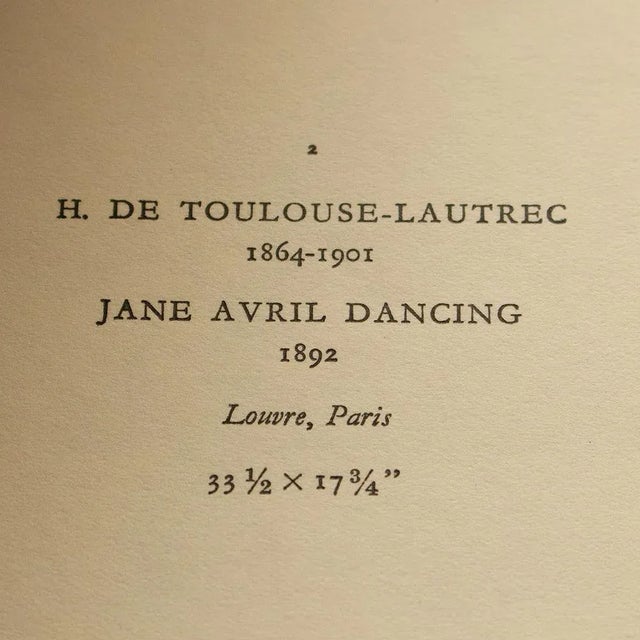 2
H. DE TOULOUSE-LAUTREC
1864-1901
JANE AVRIL DANCING
1892
Louvre, Paris
33 ½ × 17 ¾”